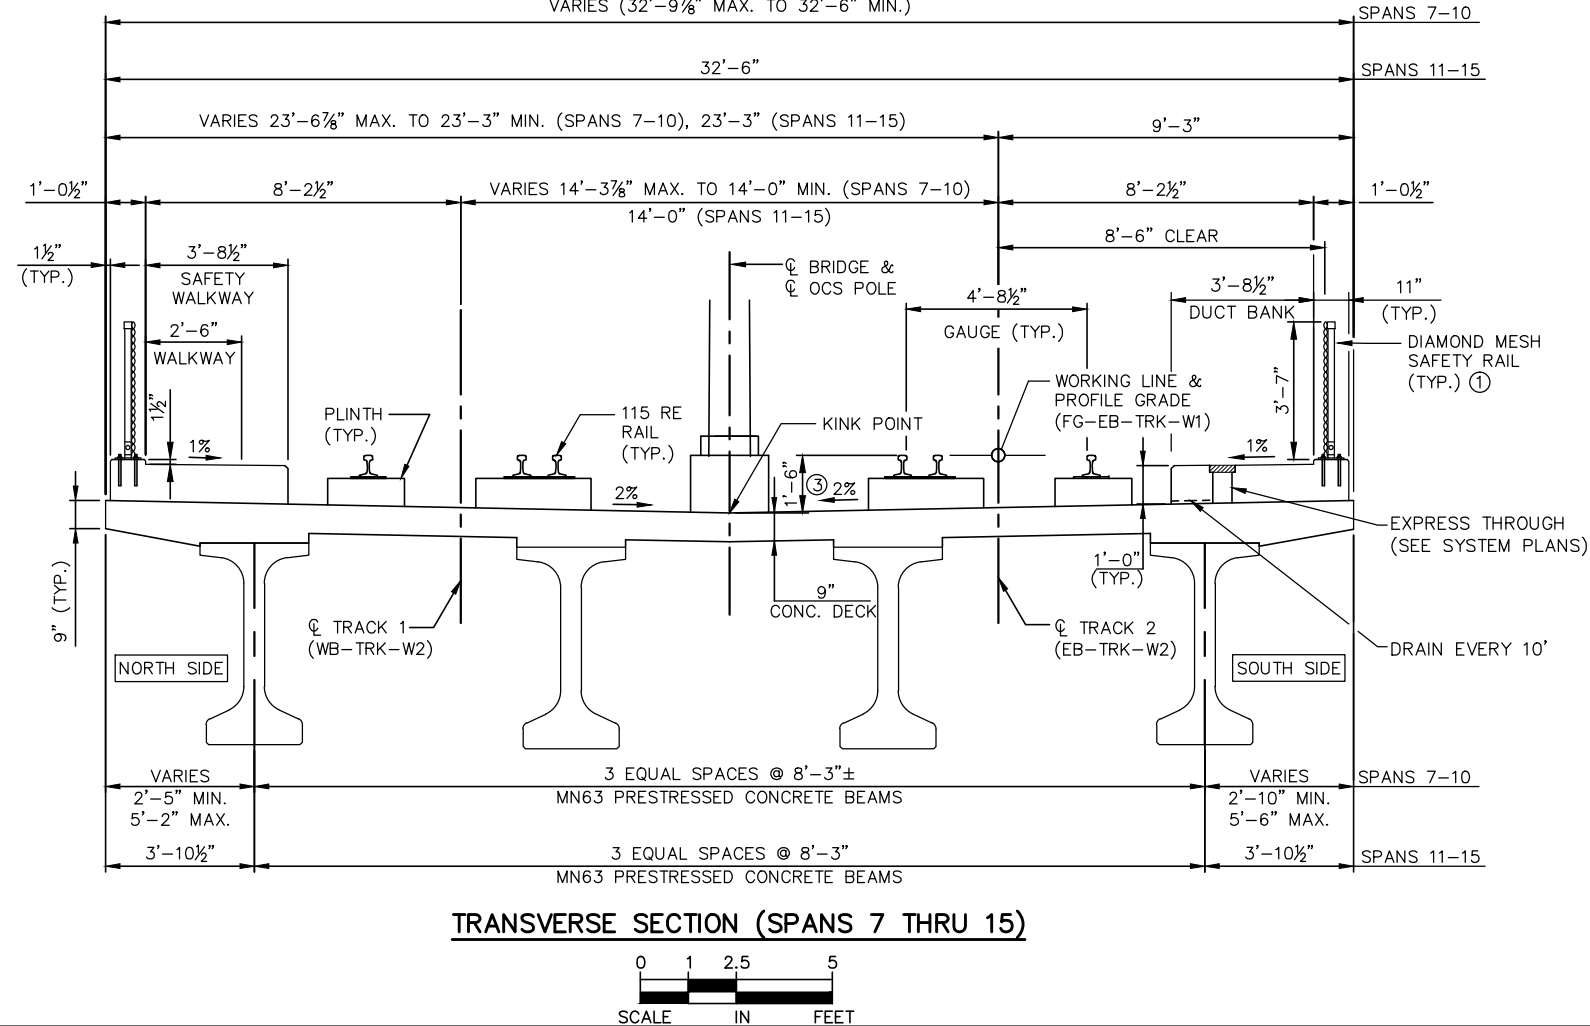 VARIES (32'-9⅞" MAX. TO 32'-6" MIN.)
SPANS 7-10
32'-6"
SPANS 11-15
VARIES 23'-6⅞" MAX. TO 23'-3" MIN. (SPANS 7-10), 23'-3" (SPANS 11-15)
9'-3"
1'-0½"
8'-2½"
VARIES 14'-3⅞" MAX. TO 14'-0" MIN. (SPANS 7-10)
14'-0" (SPANS 11-15)
8'-2½"
1'-0½"
8'-6" CLEAR
1½"
(TYP.)
3'-8½"
SAFETY
WALKWAY
2'-6"
WALKWAY
℄ BRIDGE &
℄ OCS POLE
4'-8½"
GAUGE (TYP.)
3'-8½"
DUCT BANK
11"
(TYP.)
DIAMOND MESH
SAFETY RAIL
(TYP.) ①
3'-7"
1½"
1%
PLINTH
(TYP.)
115 RE
RAIL
(TYP.)
KINK POINT
WORKING LINE &
PROFILE GRADE
(FG-EB-TRK-W1)
1%
2%
1'-6"
③
2%
EXPRESS THROUGH
(SEE SYSTEM PLANS)
1'-0"
(TYP.)
9" (TYP.)
9"
CONC. DECK
℄ TRACK 1
(WB-TRK-W2)
℄ TRACK 2
(EB-TRK-W2)
DRAIN EVERY 10'
NORTH SIDE
SOUTH SIDE
VARIES
2'-5" MIN.
5'-2" MAX.
3 EQUAL SPACES @ 8'-3"±
MN63 PRESTRESSED CONCRETE BEAMS
VARIES
2'-10" MIN.
5'-6" MAX.
SPANS 7-10
3'-10½"
3 EQUAL SPACES @ 8'-3"
MN63 PRESTRESSED CONCRETE BEAMS
3'-10½"
SPANS 11-15
TRANSVERSE SECTION (SPANS 7 THRU 15)
0 1 2.5 5
SCALE IN FEET